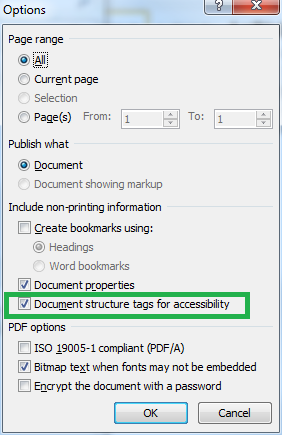 Options
?
Page range
All
Current page
Selection
Page(s) From: 1 To: 1
Publish what
Document
Document showing markup
Include non-printing information
Create bookmarks using:
Headings
Word bookmarks
Document properties
Document structure tags for accessibility
PDF options
ISO 19005-1 compliant (PDF/A)
Bitmap text when fonts may not be embedded
Encrypt the document with a password
OK Cancel